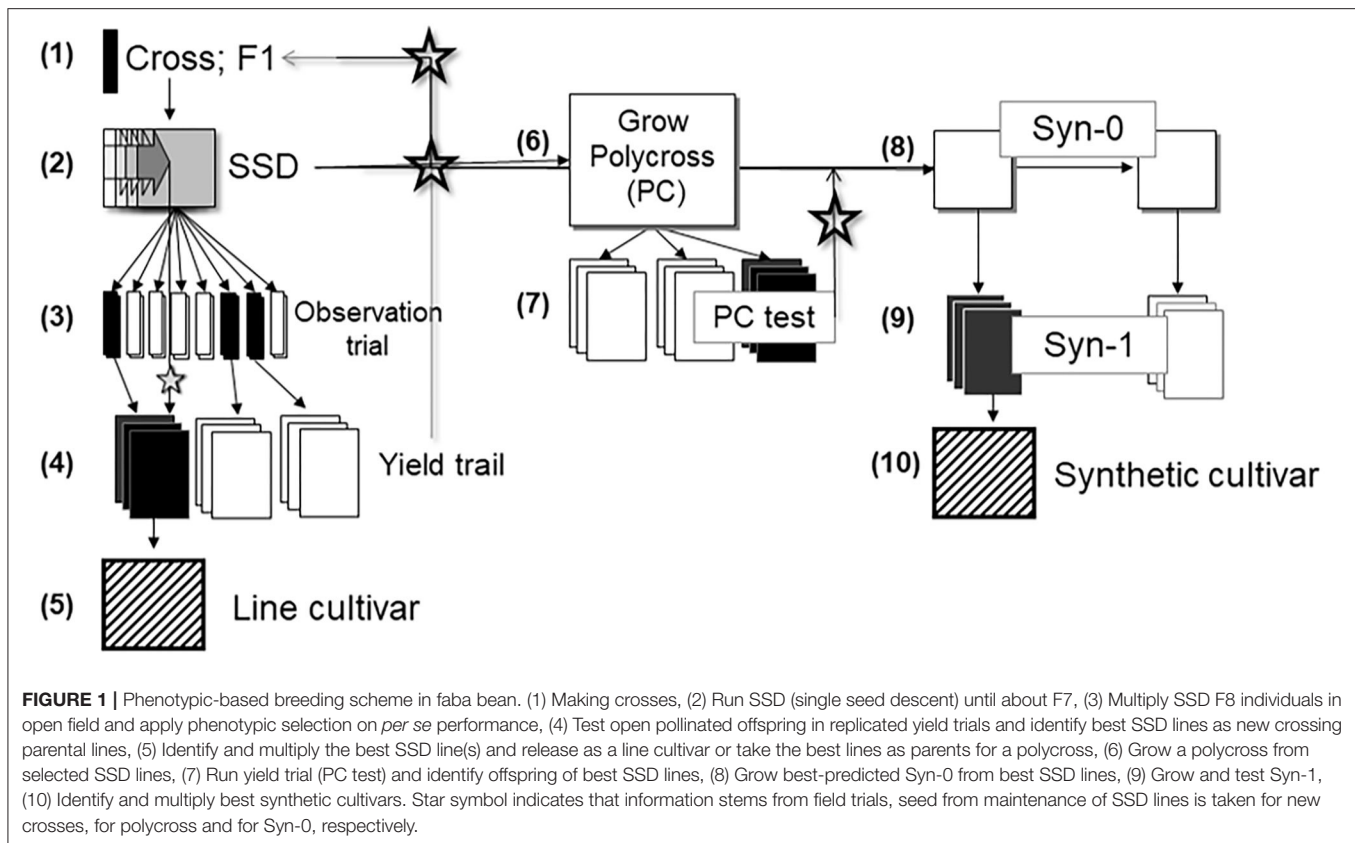 (1) Cross; F1
(2) SSD
(3) Observation
trial
(4) Yield trail
(5) Line cultivar
(6) Grow
Polycross
(PC)
(7) PC test
(8) Syn-0
(9) Syn-1
(10) Synthetic cultivar
FIGURE 1 | Phenotypic-based breeding scheme in faba bean. (1) Making crosses, (2) Run SSD (single seed descent) until about F7, (3) Multiply SSD F8 individuals in
open field and apply phenotypic selection on per se performance, (4) Test open pollinated offspring in replicated yield trials and identify best SSD lines as new crossing
parental lines, (5) Identify and multiply the best SSD line(s) and release as a line cultivar or take the best lines as parents for a polycross, (6) Grow a polycross from
selected SSD lines, (7) Run yield trial (PC test) and identify offspring of best SSD lines, (8) Grow best-predicted Syn-0 from best SSD lines, (9) Grow and test Syn-1,
(10) Identify and multiply best synthetic cultivars. Star symbol indicates that information stems from field trials, seed from maintenance of SSD lines is taken for new
crosses, for polycross and for Syn-0, respectively.